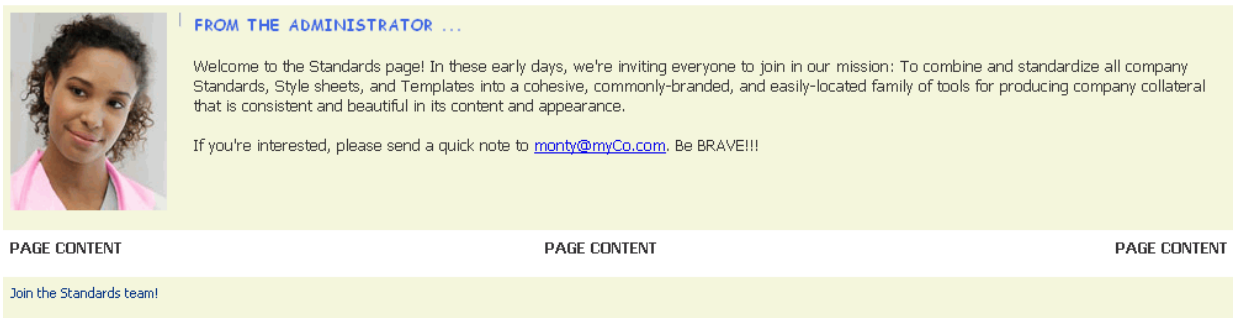 FROM THE ADMINISTRATOR ...
Welcome to the Standards page! In these early days, we're inviting everyone to join in our mission: To combine and standardize all company
Standards, Style sheets, and Templates into a cohesive, commonly-branded, and easily-located family of tools for producing company collateral
that is consistent and beautiful in its content and appearance.
If you're interested, please send a quick note to monty@myCo.com. Be BRAVE!!!
PAGE CONTENT PAGE CONTENT PAGE CONTENT
Join the Standards team!